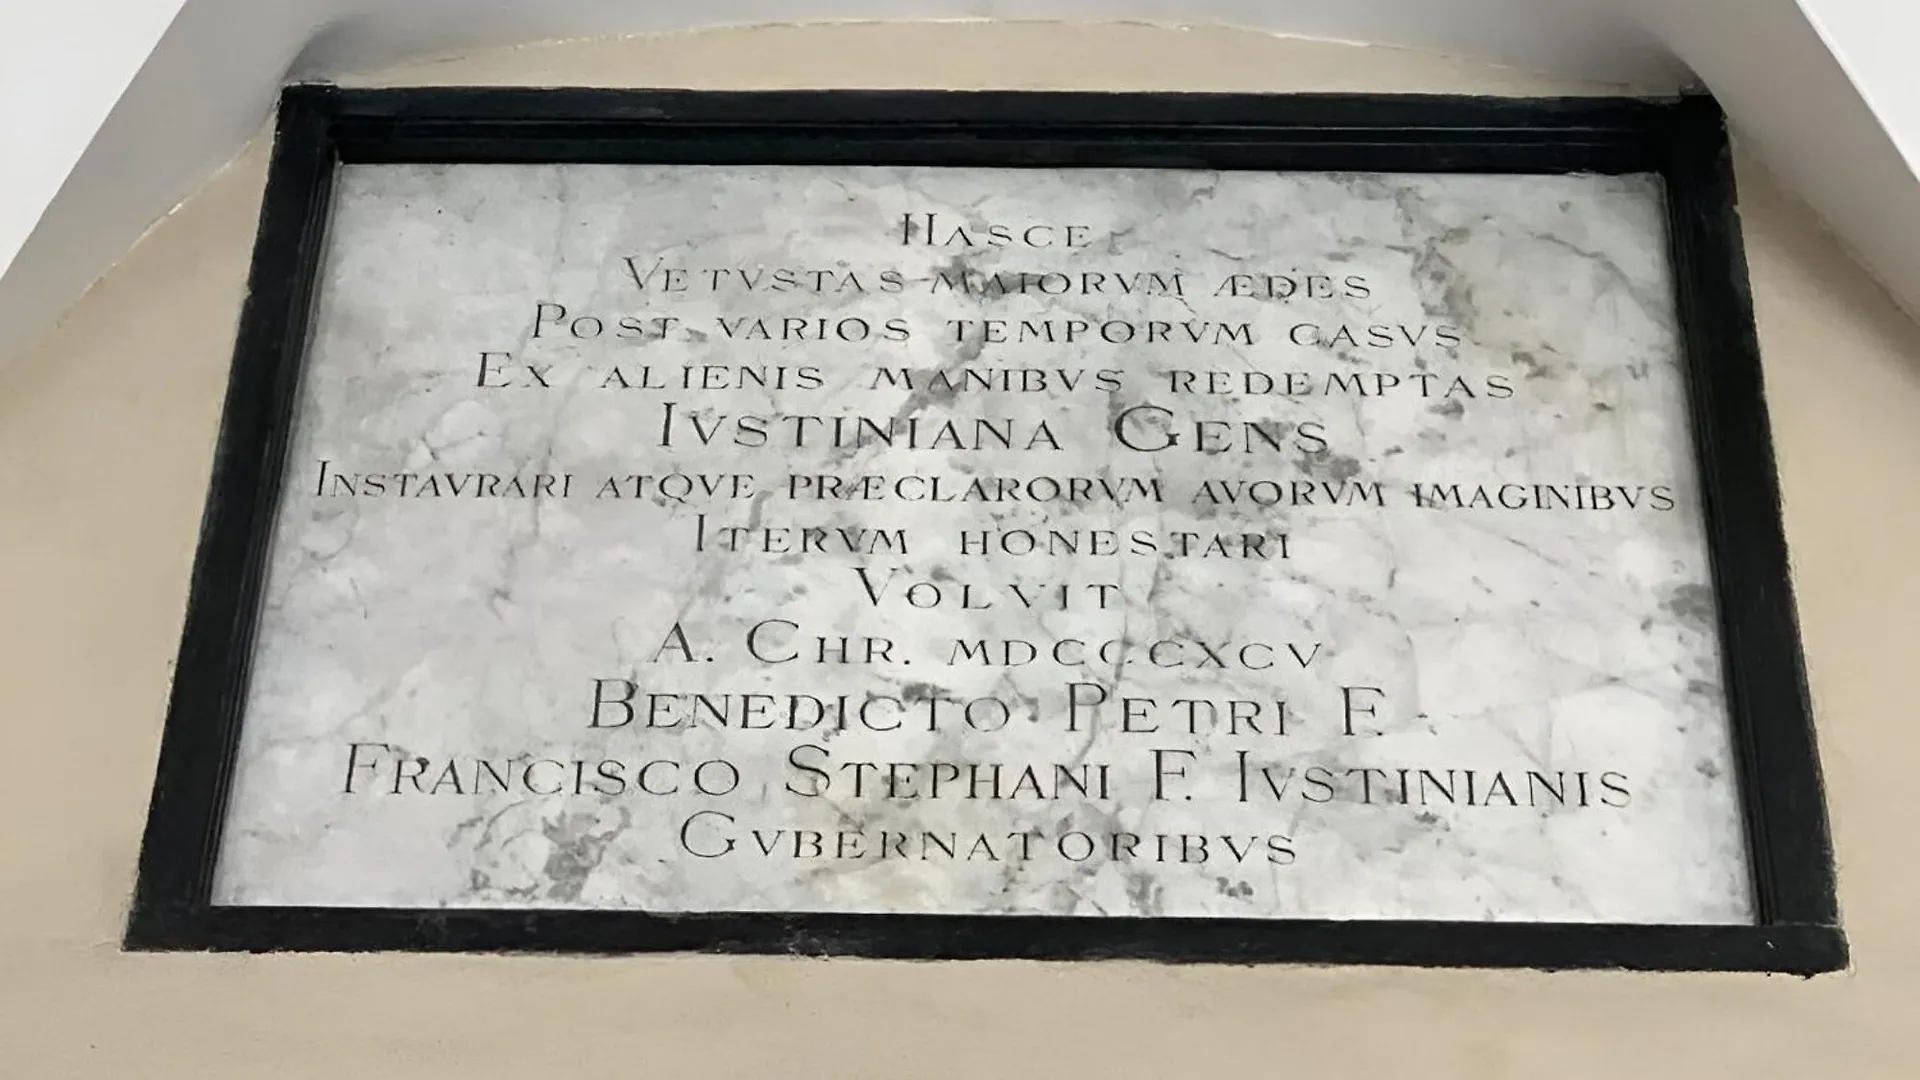 HASCE
VETVSTAS MAIORVM ÆDES
POST VARIOS TEMPORVM CASVS
EX ALIENIS MANIBVS REDEMPTAS
IVSTINIANA GENS
INSTAVRARI ATQVE PRÆCLARORVM AVORVM IMAGINIBVS
ITERVM HONESTARI
VOLVIT
A. CHR. MDCCCXCV
BENEDICTO PETRI F.
FRANCISCO STEPHANI F. IVSTINIANIS
GVBERNATORIBVS